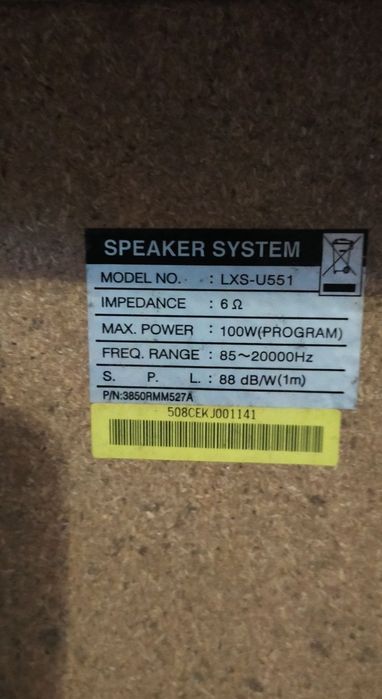 SPEAKER SYSTEM
MODEL NO. : LXS-U551
IMPEDANCE : 6 Ω
MAX. POWER : 100W(PROGRAM)
FREQ. RANGE : 85～20000Hz
S. P. L. : 88 dB/W(1m)
P/N:3850RMM527A
508CEKJ001141